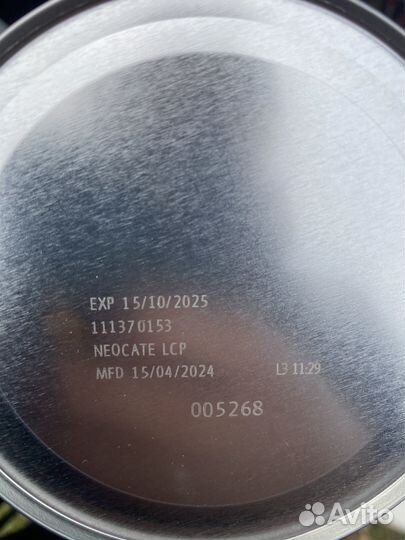 EXP 15/10/2025
111370153
NEOCATE LCP
MFD 15/04/2024 L3 11:29
005268
Avito